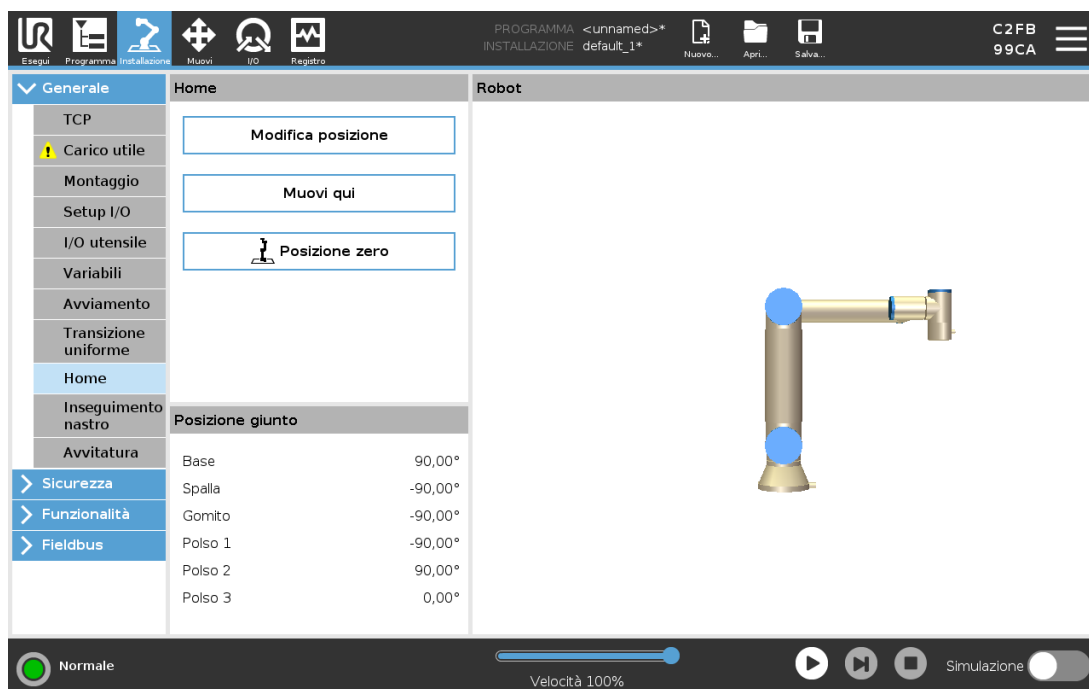 UR
PROGRAMMA <unnamed>*
INSTALLAZIONE default_1*
C2FB
99CA
Esegui Programma Installazione Muovi I/O Registro Nuovo... Apri... Salva...
Generale
TCP
Carico utile
Montaggio
Setup I/O
I/O utensile
Variabili
Avviamento
Transizione
uniforme
Home
Inseguimento
nastro
Avvitatura
Sicurezza
Funzionalità
Fieldbus
Home
Modifica posizione
Muovi qui
Posizione zero
Posizione giunto
Base 90,00°
Spalla -90,00°
Gomito -90,00°
Polso 1 -90,00°
Polso 2 90,00°
Polso 3 0,00°
Robot
Normale
Velocità 100%
Simulazione